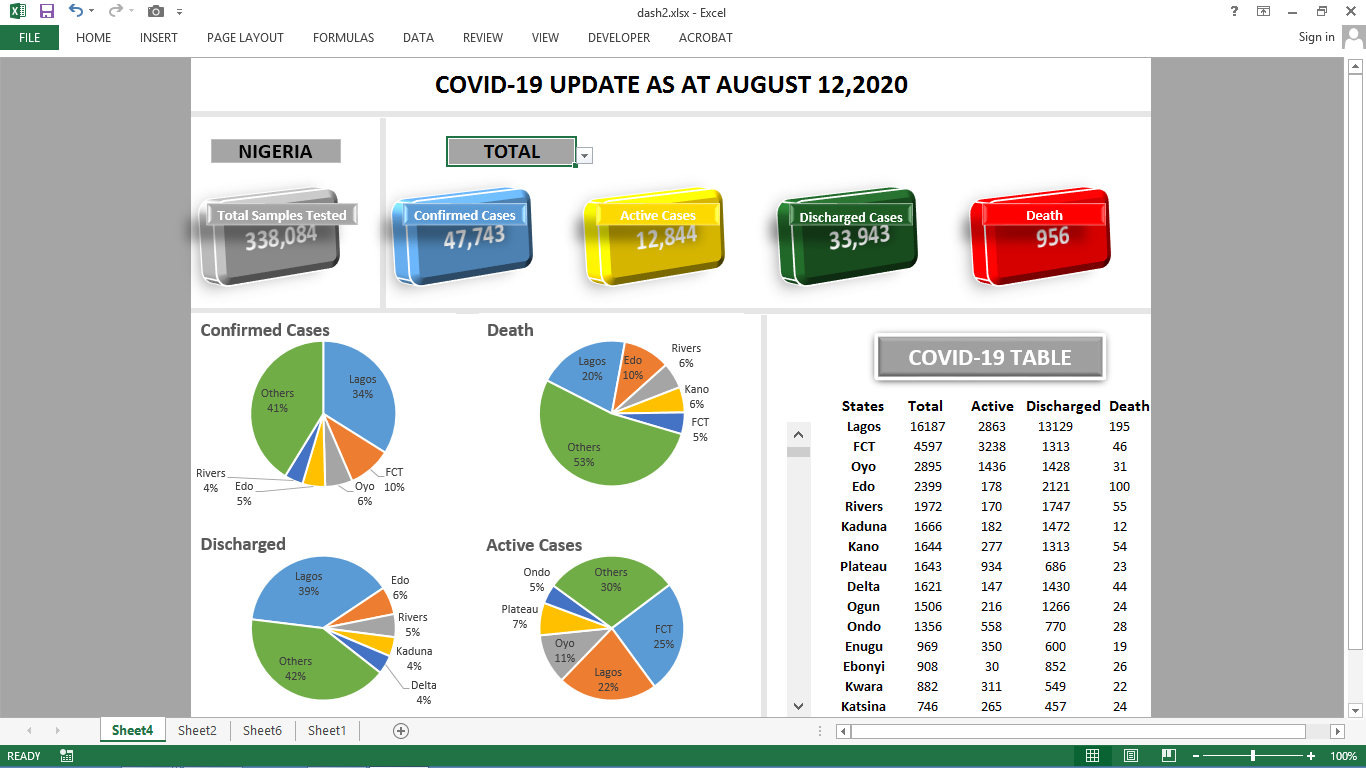 dash2.xlsx - Excel
?
FILE HOME INSERT PAGE LAYOUT FORMULAS DATA REVIEW VIEW DEVELOPER ACROBAT Sign in
COVID-19 UPDATE AS AT AUGUST 12,2020
NIGERIA TOTAL
Total Samples Tested Confirmed Cases Active Cases Discharged Cases Death
338,084 47,743 12,844 33,943 956
Confirmed Cases
Lagos
34%
FCT
10%
Oyo
6%
Edo
5%
Rivers
4%
Others
41%
Death
Lagos
20%
Edo
10%
Rivers
6%
Kano
6%
FCT
5%
Others
53%
Discharged
Lagos
39%
Edo
6%
Rivers
5%
Kaduna
4%
Delta
4%
Others
42%
Active Cases
Others
30%
FCT
25%
Lagos
22%
Oyo
11%
Plateau
7%
Ondo
5%
COVID-19 TABLE
States Total Active Discharged Death
Lagos 16187 2863 13129 195
FCT 4597 3238 1313 46
Oyo 2895 1436 1428 31
Edo 2399 178 2121 100
Rivers 1972 170 1747 55
Kaduna 1666 182 1472 12
Kano 1644 277 1313 54
Plateau 1643 934 686 23
Delta 1621 147 1430 44
Ogun 1506 216 1266 24
Ondo 1356 558 770 28
Enugu 969 350 600 19
Ebonyi 908 30 852 26
Kwara 882 311 549 22
Katsina 746 265 457 24
Sheet4 Sheet2 Sheet6 Sheet1
READY 100%